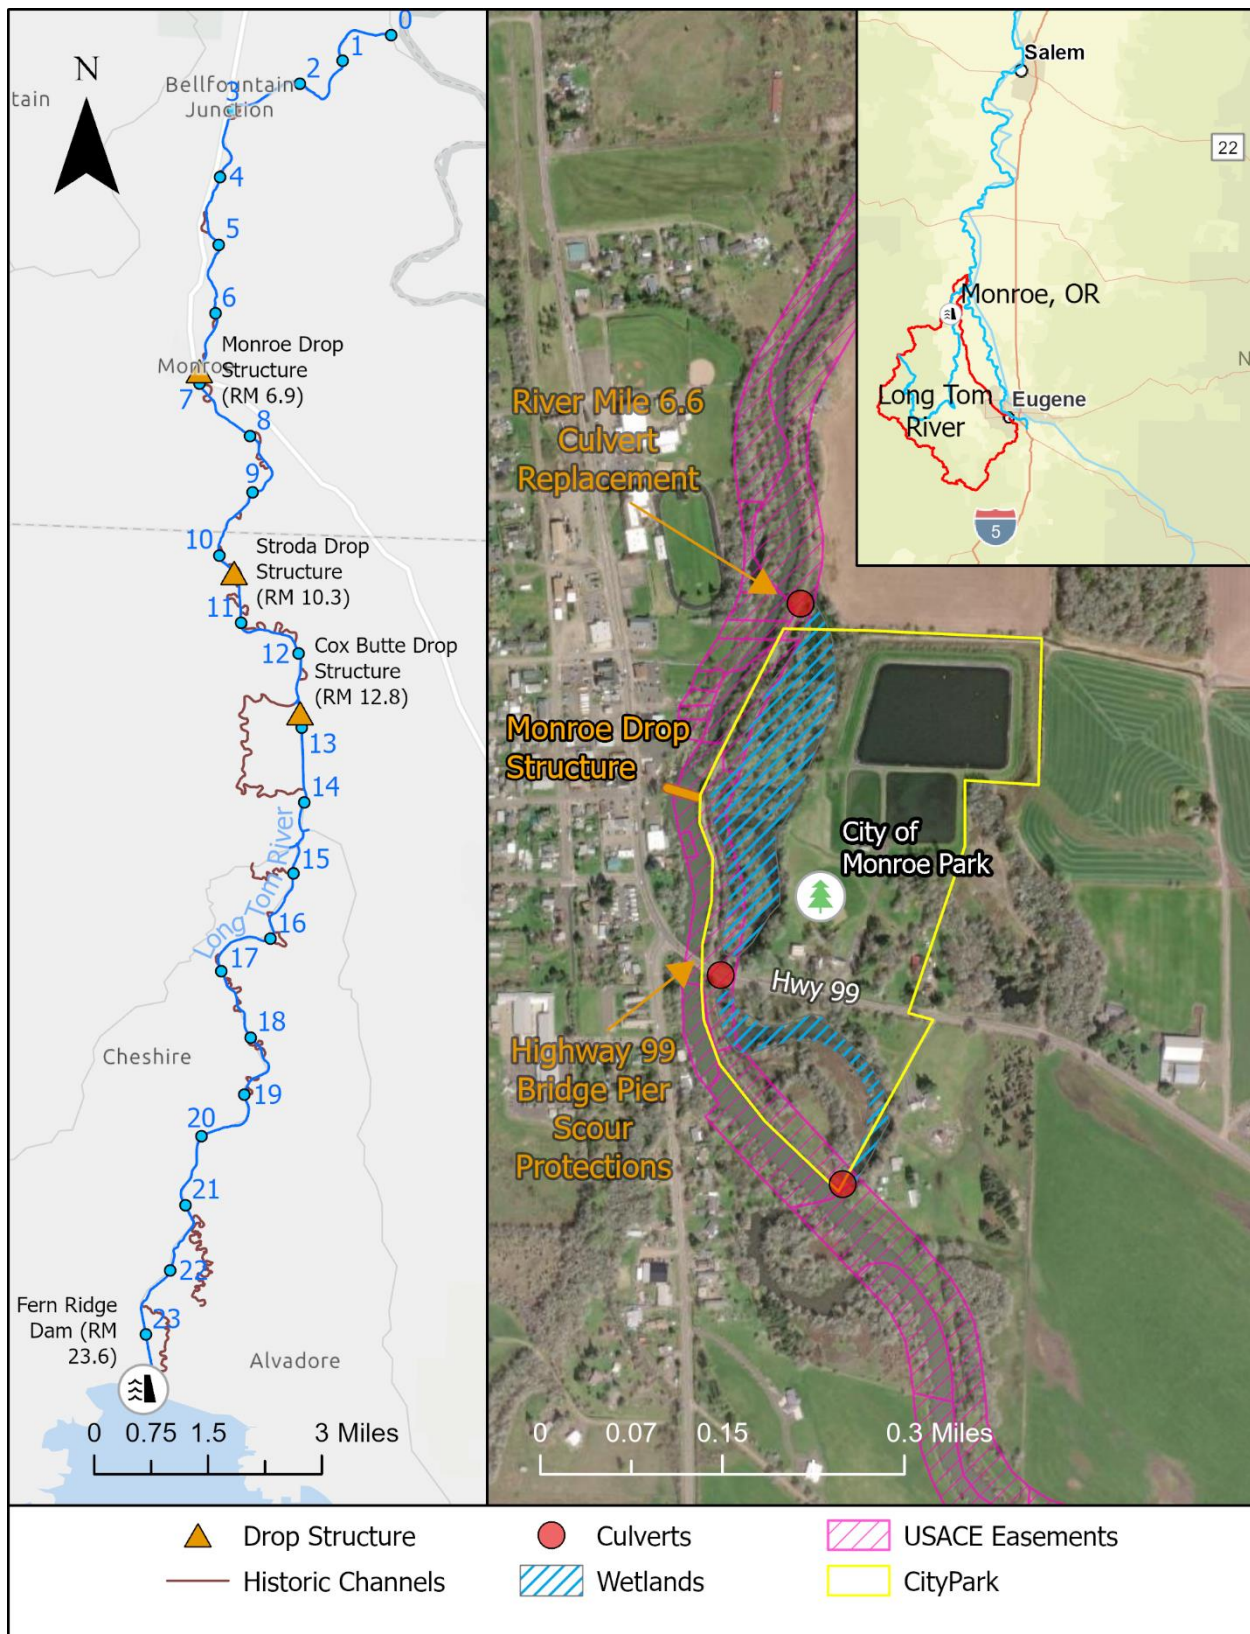 N
tain
Bellfountain
Junction
0
1
2
3
4
5
6
Monroe Drop
Structure
(RM 6.9)
Monroe
7
8
9
10
Stroda Drop
Structure
(RM 10.3)
11
12
Cox Butte Drop
Structure
(RM 12.8)
13
14
Long Tom River
15
16
17
18
Cheshire
19
20
21
22
Fern Ridge
Dam (RM
23.6)
23
Alvadore
0 0.75 1.5 3 Miles
River Mile 6.6
Culvert
Replacement
Monroe Drop
Structure
City of
Monroe Park
Hwy 99
Highway 99
Bridge Pier
Scour
Protections
0 0.07 0.15 0.3 Miles
Salem
22
Monroe, OR
N
Long Tom
River
Eugene
5
Drop Structure
Culverts
USACE Easements
Historic Channels
Wetlands
CityPark